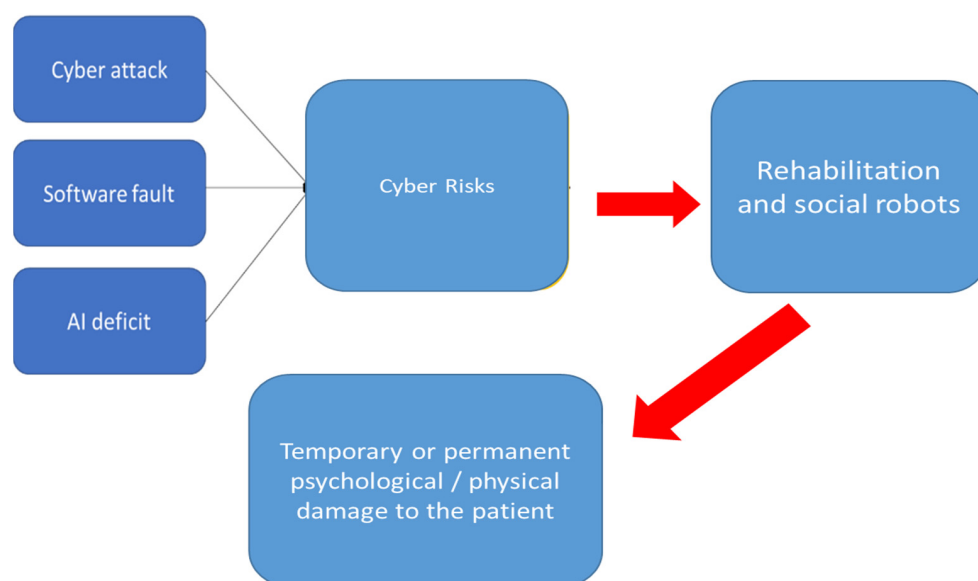 Cyber attack
Software fault
AI deficit
Cyber Risks
Rehabilitation
and social robots
Temporary or permanent
psychological / physical
damage to the patient